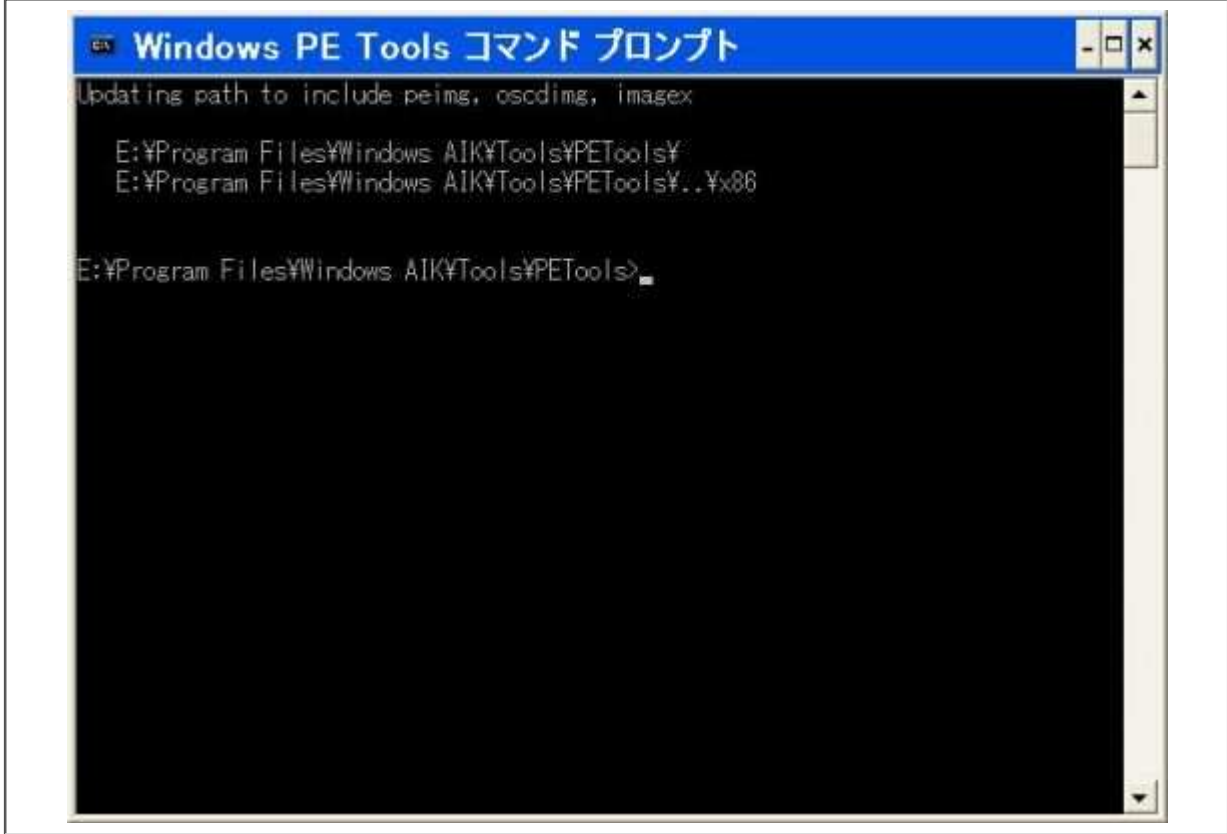 Windows PE Tools コマンド プロンプト
Updating path to include peimg, oscdimg, imagex
E:¥Program Files¥Windows AIK¥Tools¥PETools¥
E:¥Program Files¥Windows AIK¥Tools¥PETools¥..¥x86
E:¥Program Files¥Windows AIK¥Tools¥PETools>